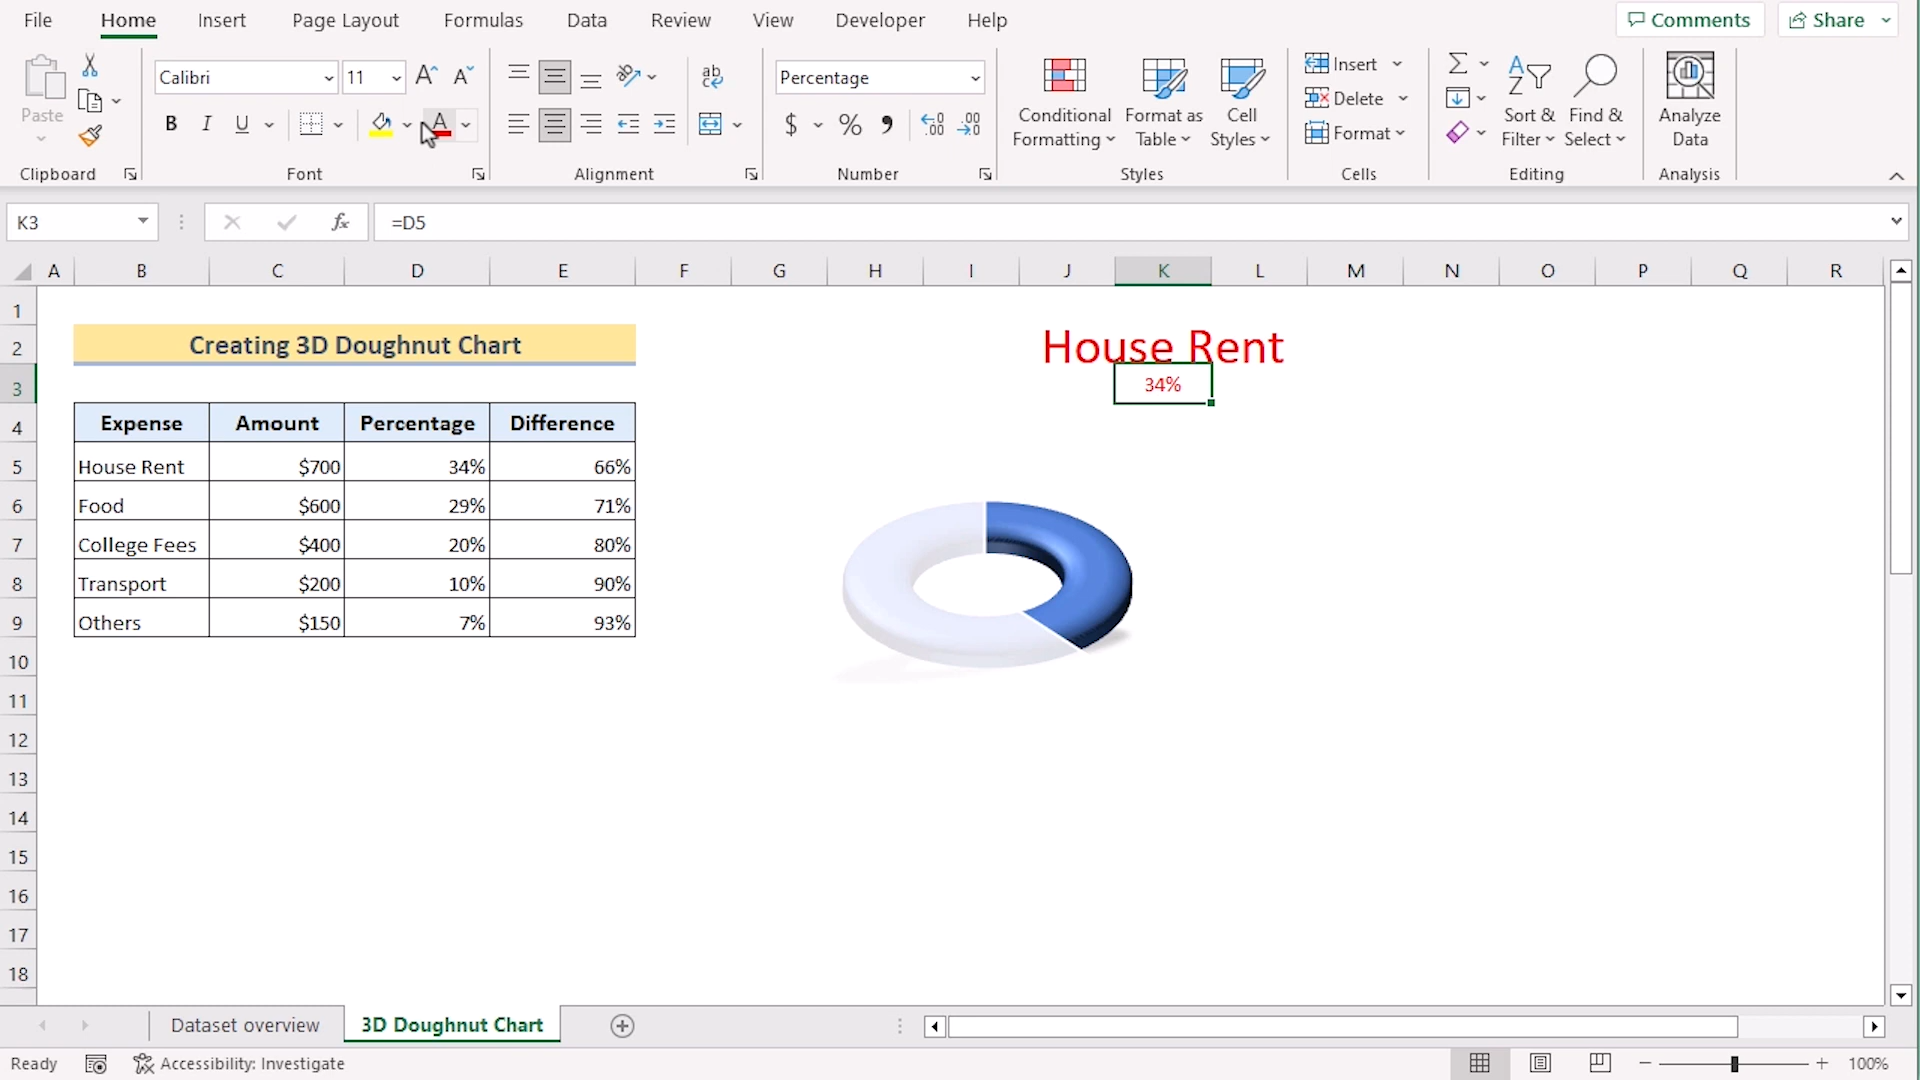 File Home Insert Page Layout Formulas Data Review View Developer Help Comments Share
Paste
Calibri 11
Percentage
Conditional Formatting
Format as Table
Cell Styles
Insert
Delete
Format
Sort & Filter
Find & Select
Analyze Data
Clipboard Font Alignment Number Styles Cells Editing Analysis
K3 fx =D5
A B C D E F G H I J K L M N O P Q R
1
2 Creating 3D Doughnut Chart House Rent
3 34%
4 Expense Amount Percentage Difference
5 House Rent $700 34% 66%
6 Food $600 29% 71%
7 College Fees $400 20% 80%
8 Transport $200 10% 90%
9 Others $150 7% 93%
10
11
12
13
14
15
16
17
18
Dataset overview 3D Doughnut Chart
Ready Accessibility: Investigate 100%